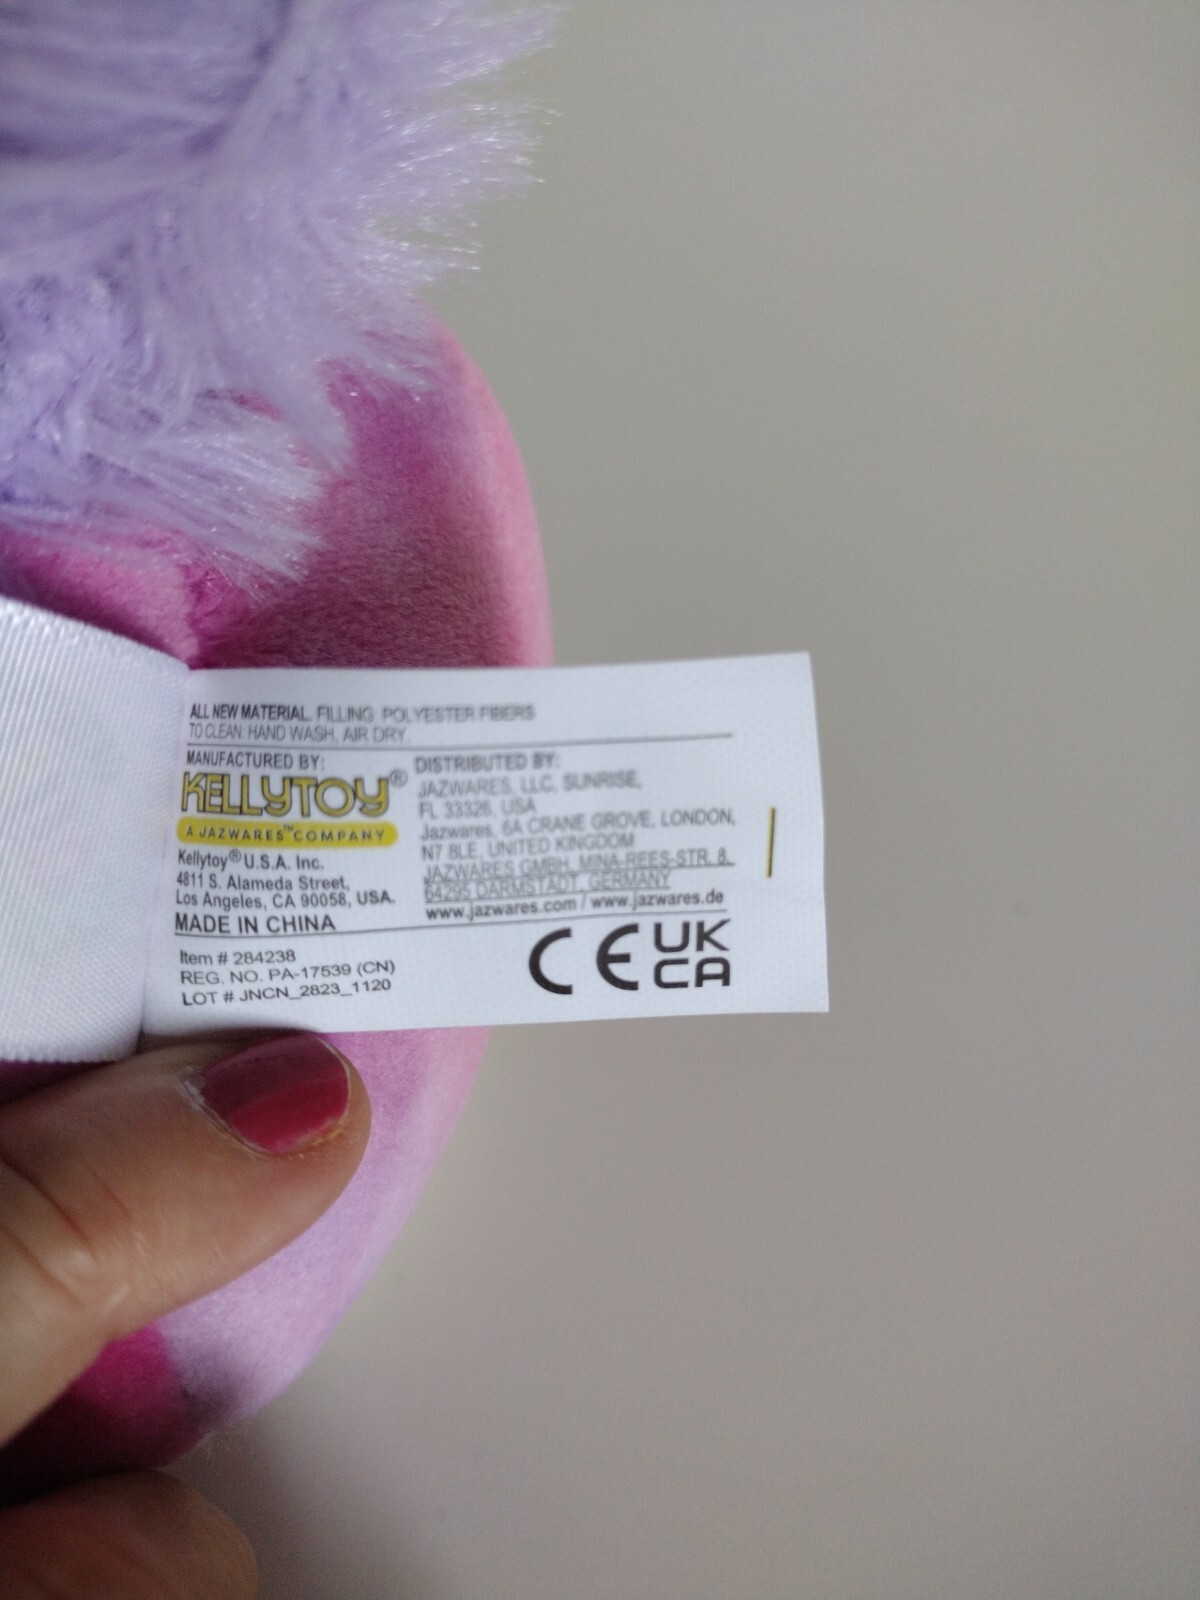 ALL NEW MATERIAL. FILLING: POLYESTER FIBERS
TO CLEAN: HAND WASH, AIR DRY.
MANUFACTURED BY:
KELLYTOY®
A JAZWARES™ COMPANY
Kellytoy® U.S.A. Inc.
4811 S. Alameda Street,
Los Angeles, CA 90058, USA.
MADE IN CHINA
DISTRIBUTED BY:
JAZWARES, LLC. SUNRISE,
FL 33326, USA
Jazwares, 6A CRANE GROVE, LONDON,
N7 8LE, UNITED KINGDOM
JAZWARES GMBH, MINA-REES-STR. 8,
64295 DARMSTADT, GERMANY
www.jazwares.com / www.jazwares.de
Item # 284238
REG. NO. PA-17539 (CN)
LOT # JNCN_2823_1120
CE
UK
CA